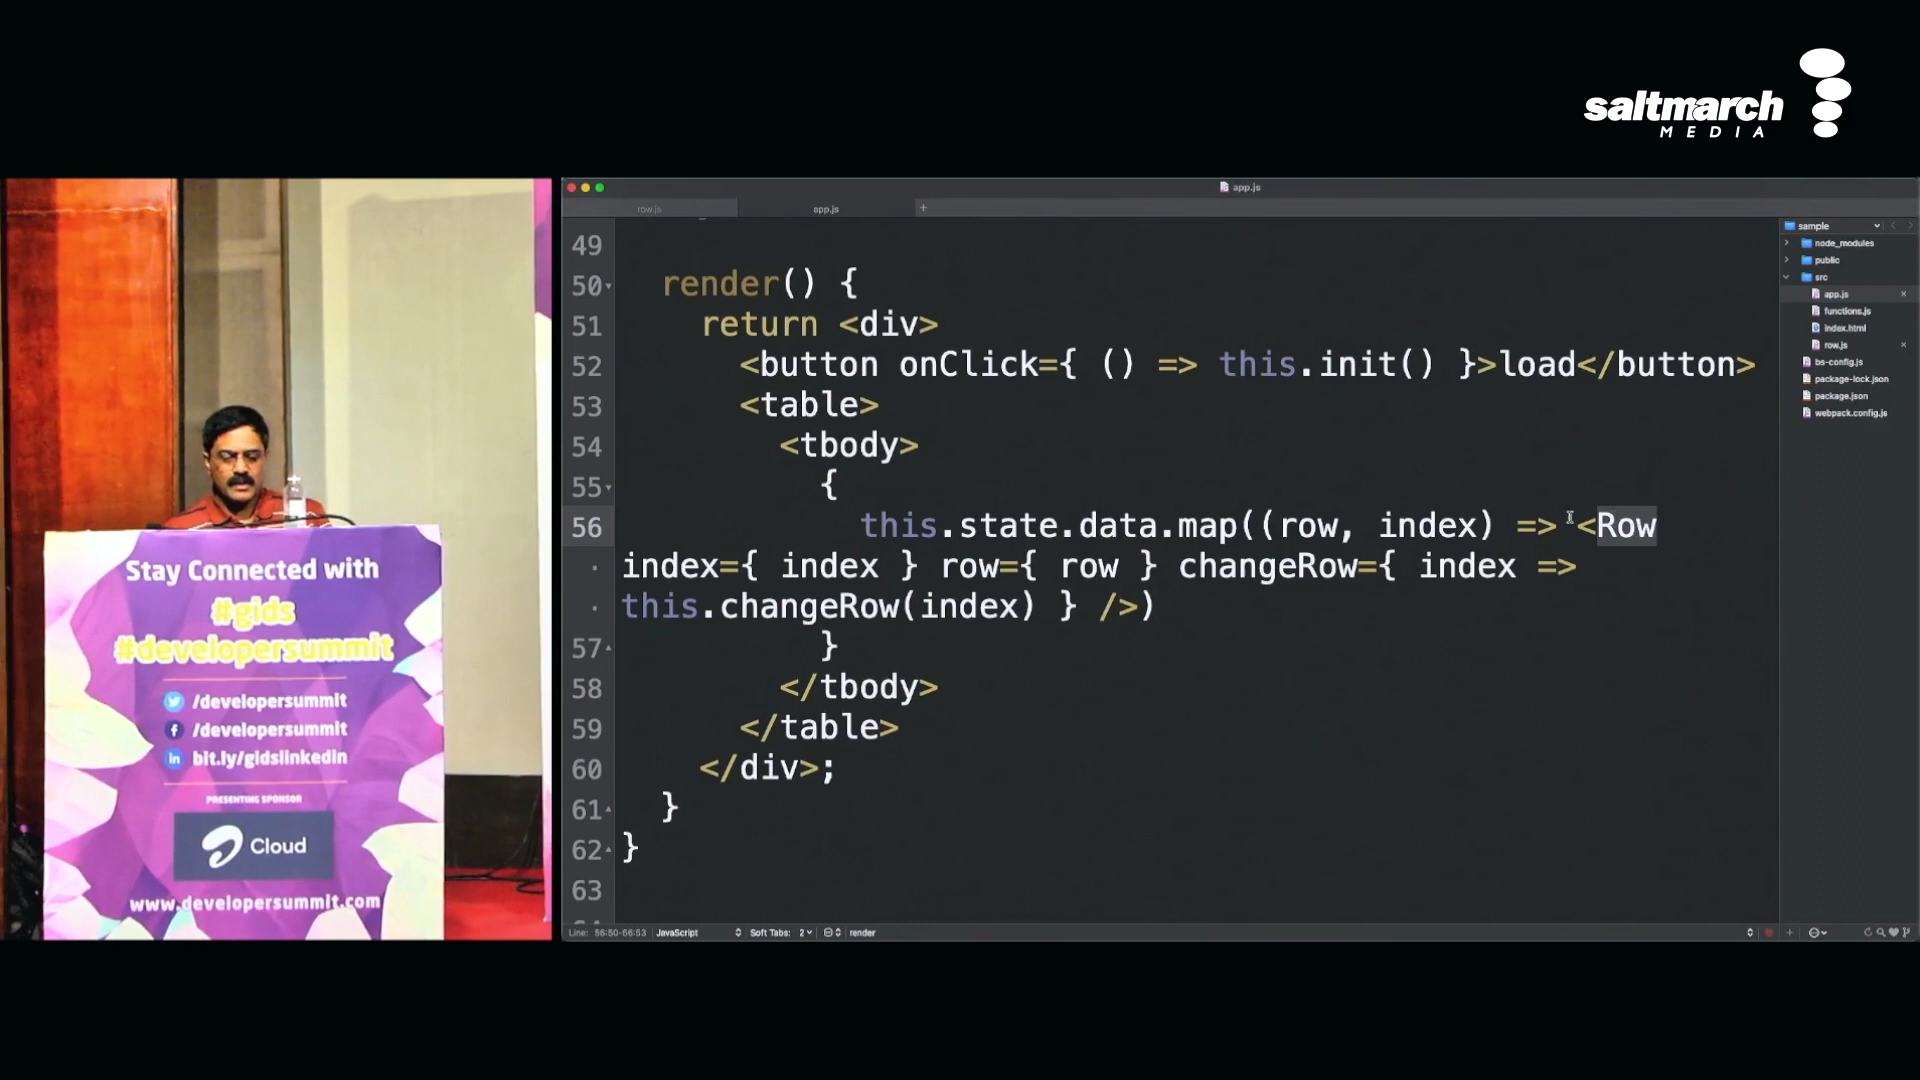 saltmarch
MEDIA
Stay Connected with
#gids
#developersummit
/developersummit
/developersummit
bit.ly/gidslinkedin
PRESENTING SPONSOR
Cloud
www.developersummit.com
app.js
row.js
app.js
49
50 render() {
51 return <div>
52 <button onClick={ () => this.init() }>load</button>
53 <table>
54 <tbody>
55 {
56 this.state.data.map((row, index) => <Row
index={ index } row={ row } changeRow={ index =>
this.changeRow(index) } />)
57 }
58 </tbody>
59 </table>
60 </div>;
61 }
62 }
63
Line: 56:50-56:53 JavaScript Soft Tabs: 2 render
sample
node_modules
public
src
app.js
functions.js
index.html
row.js
bs-config.js
package-lock.json
package.json
webpack.config.js